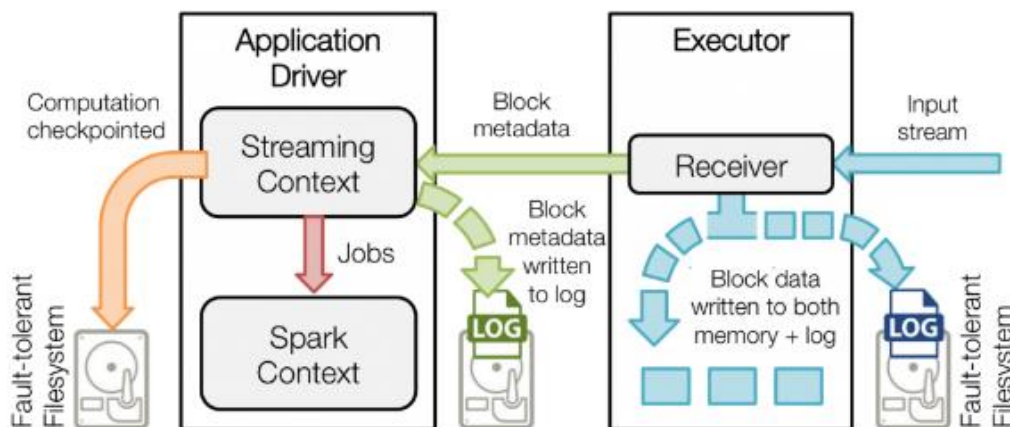 Application
Driver
Executor
Computation
checkpointed
Block
metadata
Input
stream
Streaming
Context
Receiver
Block
metadata
written
to log
Jobs
Block data
written to both
memory + log
Spark
Context
LOG
LOG
Fault-tolerant
Filesystem
Fault-tolerant
Filesystem